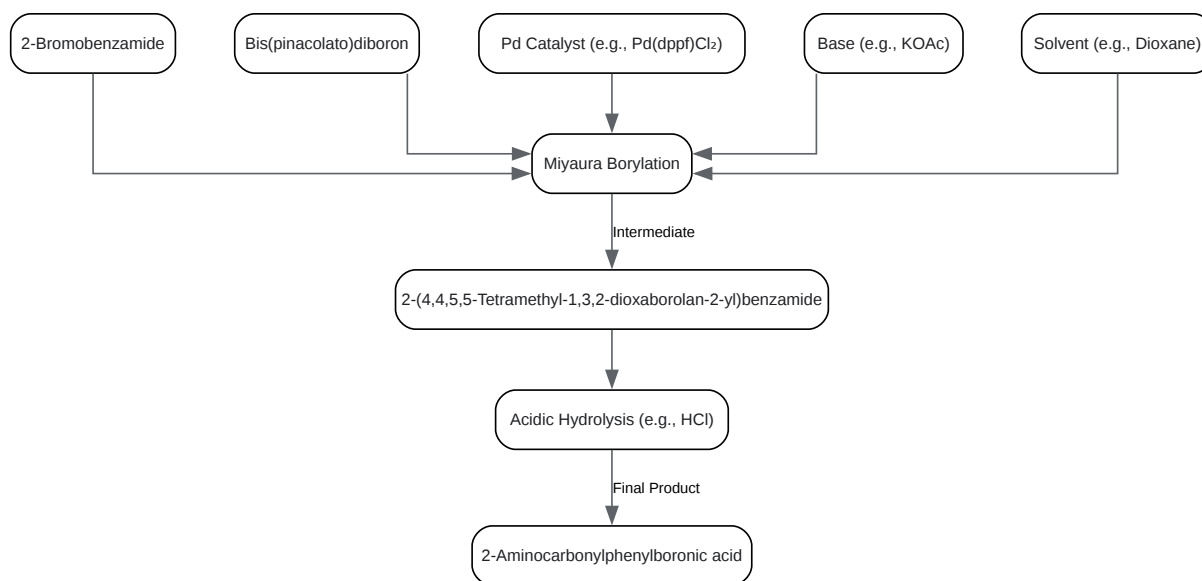 2-Bromobenzamide
Bis(pinacolato)diboron
Pd Catalyst (e.g., Pd(dppf)Cl₂)
Base (e.g., KOAc)
Solvent (e.g., Dioxane)
Miyaura Borylation
Intermediate
2-(4,4,5,5-Tetramethyl-1,3,2-dioxaborolan-2-yl)benzamide
Acidic Hydrolysis (e.g., HCl)
Final Product
2-Aminocarbonylphenylboronic acid